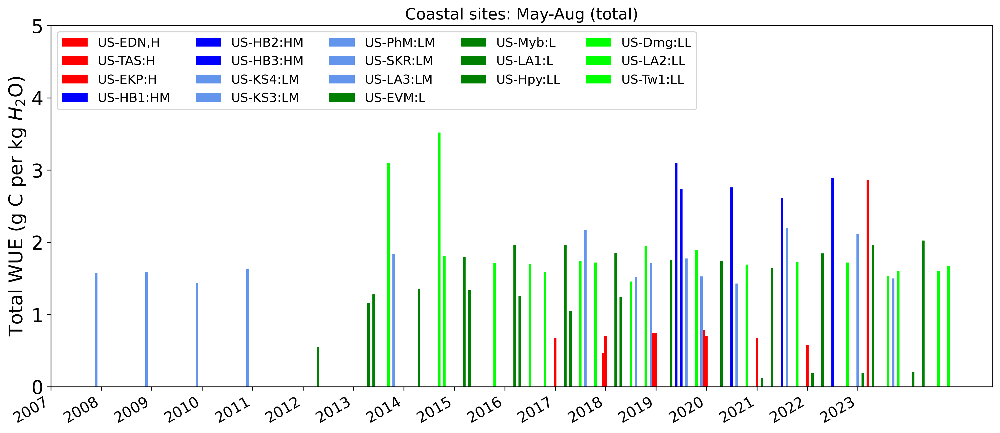 Coastal sites: May-Aug (total)
Total WUE (g C per kg H₂O)
5
4
3
2
1
0
US-EDN,H
US-TAS:H
US-EKP:H
US-HB1:HM
US-HB2:HM
US-HB3:HM
US-KS4:LM
US-KS3:LM
US-PhM:LM
US-SKR:LM
US-LA3:LM
US-EVM:L
US-Myb:L
US-LA1:L
US-Hpy:LL
US-Dmg:LL
US-LA2:LL
US-Tw1:LL
2007
2008
2009
2010
2011
2012
2013
2014
2015
2016
2017
2018
2019
2020
2021
2022
2023